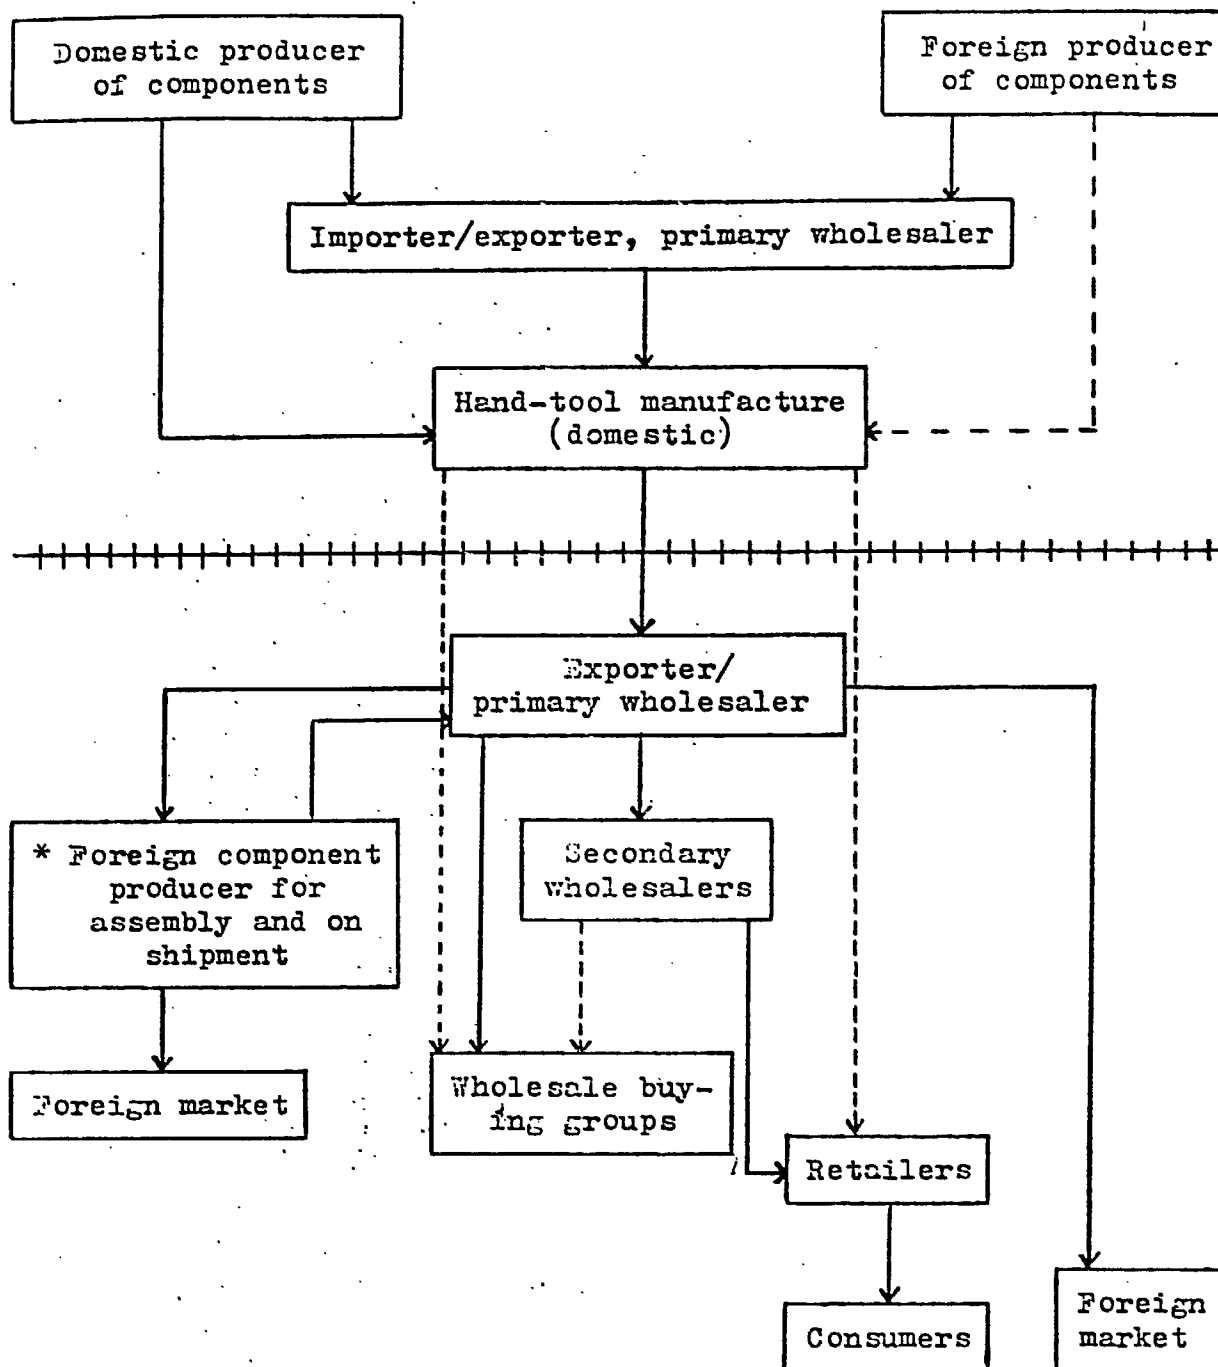 Domestic producer
of components
Foreign producer
of components
Importer/exporter, primary wholesaler
Hand-tool manufacture
(domestic)
Exporter/
primary wholesaler
* Foreign component
producer for
assembly and on
shipment
Secondary
wholesalers
Foreign market
Wholesale buy-
ing groups
Retailers
Consumers
Foreign
market